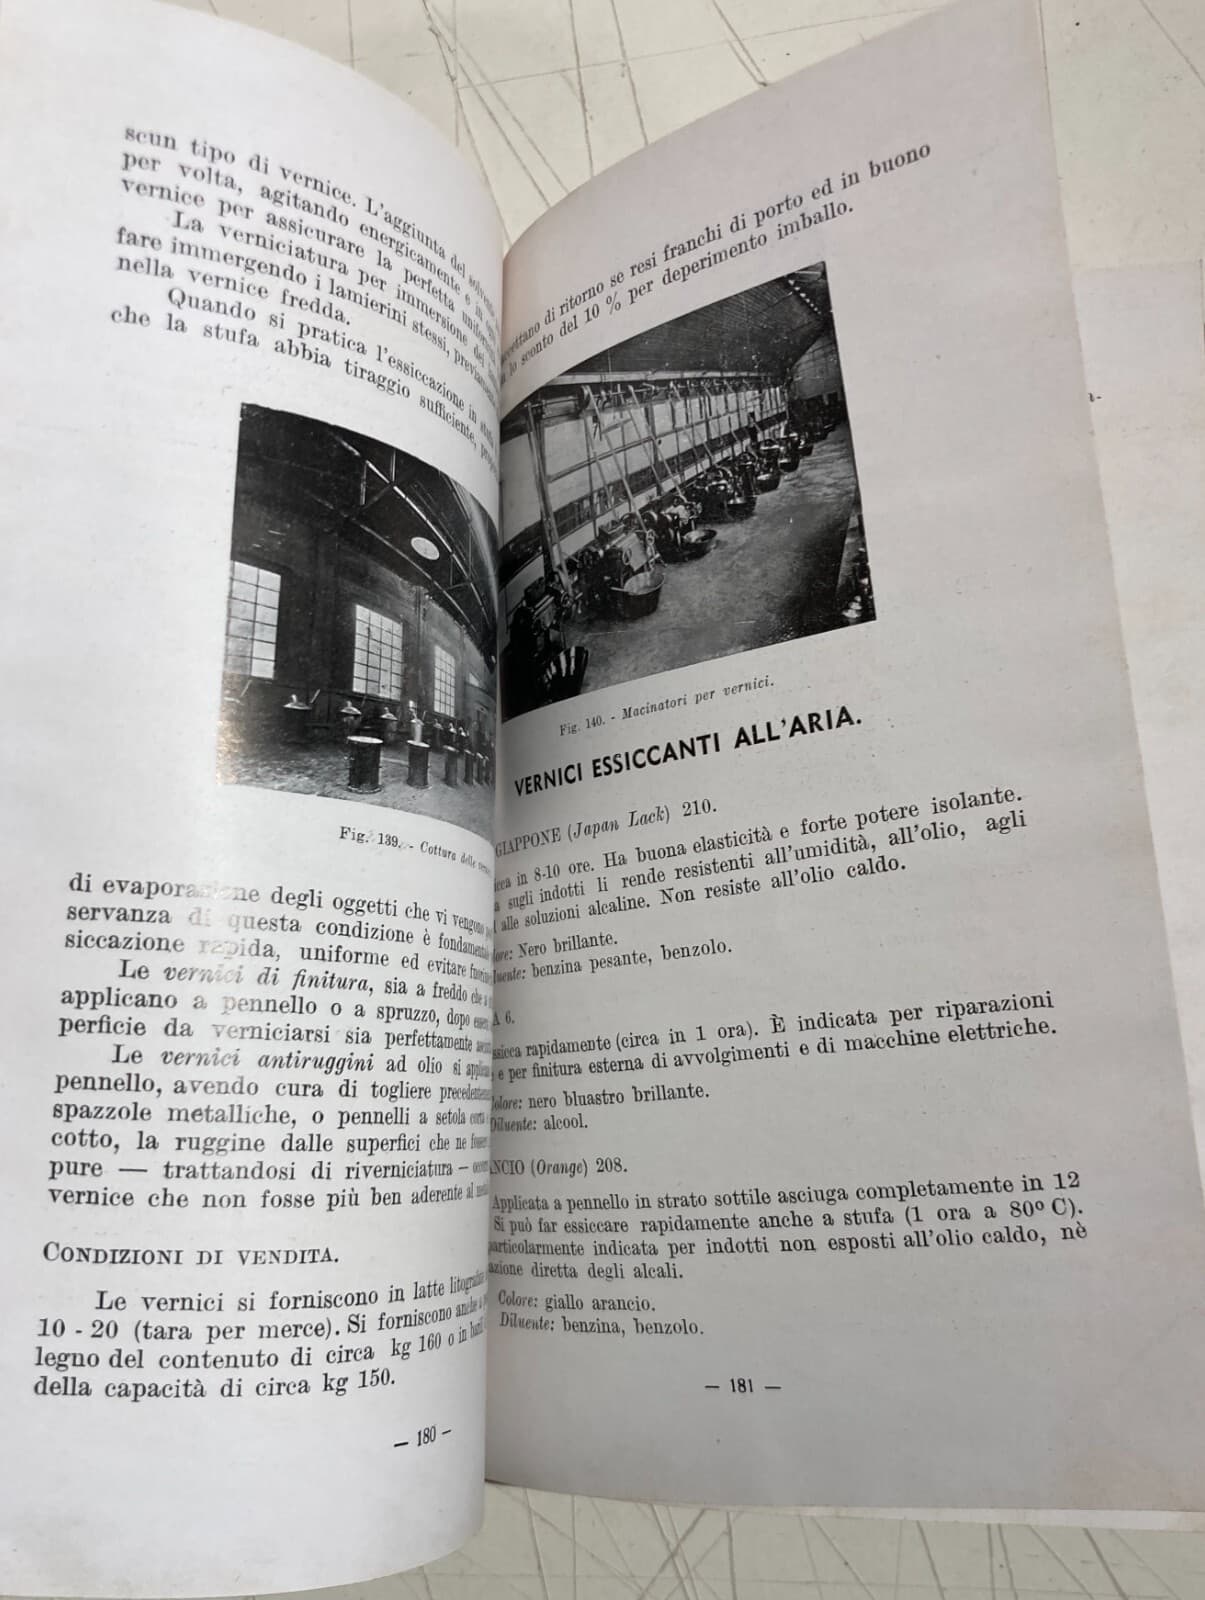 scun tipo di vernice. L'aggiunta del
per volta, agitando energicamente e in
vernice per assicurare la perfetta
La verniciatura per immersione dei
fare immergendo i lamierini stessi,
nella vernice fredda.
Quando si pratica l'essiccazione in stufa
che la stufa abbia tiraggio sufficiente,
Fig. 139. - Cottura delle
di evaporazione degli oggetti che vi vengono
servanza di questa condizione è
siccazione rapida, uniforme ed evitare
Le vernici di finitura, sia a freddo che a
applicano a pennello o a spruzzo, dopo
perficie da verniciarsi sia perfettamente
Le vernici antiruggini ad olio si
pennello, avendo cura di togliere
spazzole metalliche, o pennelli a setola
cotto, la ruggine dalle superfici che ne
pure — trattandosi di riverniciatura –
vernice che non fosse più ben aderente al
CONDIZIONI DI VENDITA.
Le vernici si forniscono in latte
10 - 20 (tara per merce). Si forniscono anche
legno del contenuto di circa kg 160 o in
della capacità di circa kg 150.
— 180 —
di ritorno se resi franchi di porto ed in buono
lo sconto del 10 % per deperimento imballo.
Fig. 140. - Macinatori per vernici.
VERNICI ESSICCANTI ALL'ARIA.
GIAPPONE (Japan Lack) 210.
in 8-10 ore. Ha buona elasticità e forte potere isolante.
sugli indotti li rende resistenti all'umidità, all'olio, agli
alle soluzioni alcaline. Non resiste all'olio caldo.
Nero brillante.
benzina pesante, benzolo.
A 6.
rapidamente (circa in 1 ora). È indicata per riparazioni
e per finitura esterna di avvolgimenti e di macchine elettriche.
Colore: nero bluastro brillante.
Diluente: alcool.
(Orange) 208.
Applicata a pennello in strato sottile asciuga completamente in 12
Si può far essiccare rapidamente anche a stufa (1 ora a 80º C).
indicata per indotti non esposti all'olio caldo, nè
diretta degli alcali.
Colore: giallo arancio.
Diluente: benzina, benzolo.
— 181 —